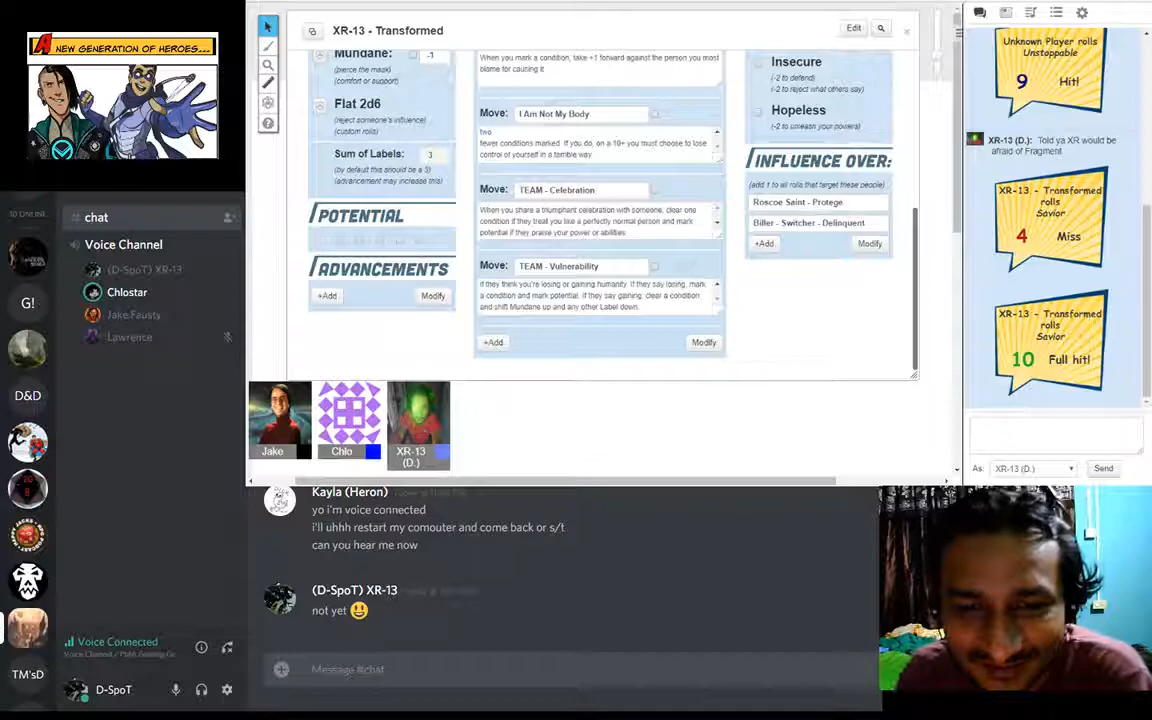 A NEW GENERATION OF HEROES...
10 ONLINE
G!
D&D
TM'sD
# chat
Voice Channel
(D-SpoT) XR-13
Chlostar
Jake Fausty
Lawrence
Voice Connected
D-SpoT
XR-13 - Transformed
Edit
Mundane:
-1
(pierce the mask)
(comfort or support)
Flat 2d6
(reject someone's influence)
(custom rolls)
Sum of Labels:
3
(by default this should be a 3)
(advancement may increase this)
POTENTIAL
ADVANCEMENTS
+Add
Modify
When you mark a condition, take +1 forward against the person you most
blame for causing it
Move:
I Am Not My Body
two
fewer conditions marked. If you do, on a 10+ you must choose to lose
control of yourself in a terrible way
Move:
TEAM - Celebration
When you share a triumphant celebration with someone, clear one
condition if they treat you like a perfectly normal person and mark
potential if they praise your power or abilities
Move:
TEAM - Vulnerability
if they think you're losing or gaining humanity. If they say losing, mark
a condition and mark potential. If they say gaining, clear a condition
and shift Mundane up and any other Label down.
+Add
Modify
Insecure
(-2 to defend)
(-2 to reject what others say)
Hopeless
(-2 to unleash your powers)
INFLUENCE OVER:
(add 1 to all rolls that target these people)
Roscoe Saint - Protege
Biller - Switcher - Delinquent
+Add
Modify
Jake
Chlo
XR-13
(D.)
Kayla (Heron)
yo i'm voice connected
i'll uhhh restart my comouter and come back or s/t
can you hear me now
(D-SpoT) XR-13
not yet 😃
Message #chat
Unknown Player rolls
Unstoppable
9
Hit!
XR-13 (D.): Told ya XR would be
afraid of Fragment
XR-13 - Transformed
rolls
Savior
4
Miss
XR-13 - Transformed
rolls
Savior
10
Full hit!
As:
XR-13 (D.)
Send